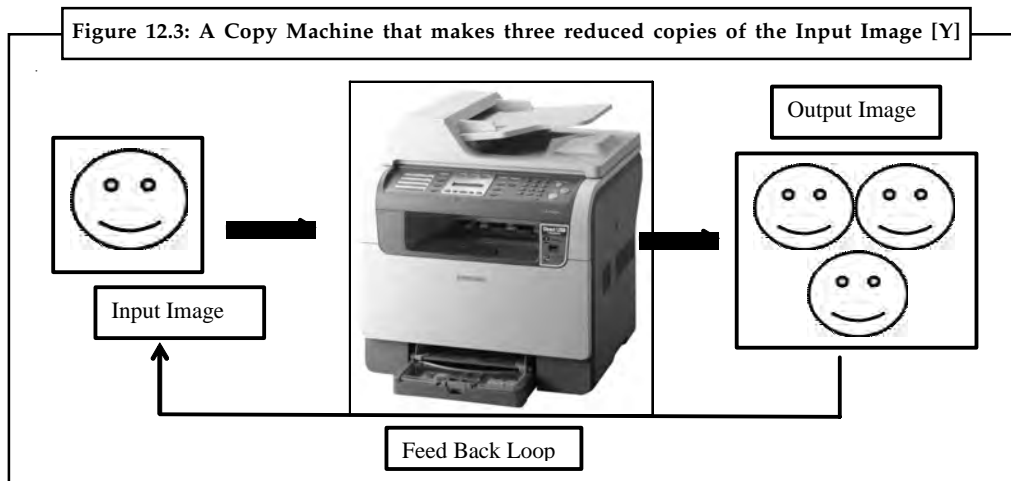 Figure 12.3: A Copy Machine that makes three reduced copies of the Input Image [Y]
Output Image
Input Image
Feed Back Loop